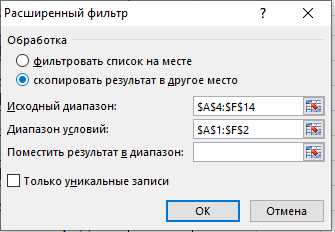 Расширенный фильтр
Обработка
фильтровать список на месте
скопировать результат в другое место
Исходный диапазон: $A$4:$F$14
Диапазон условий: $A$1:$F$2
Поместить результат в диапазон:
Только уникальные записи
ОК Отмена